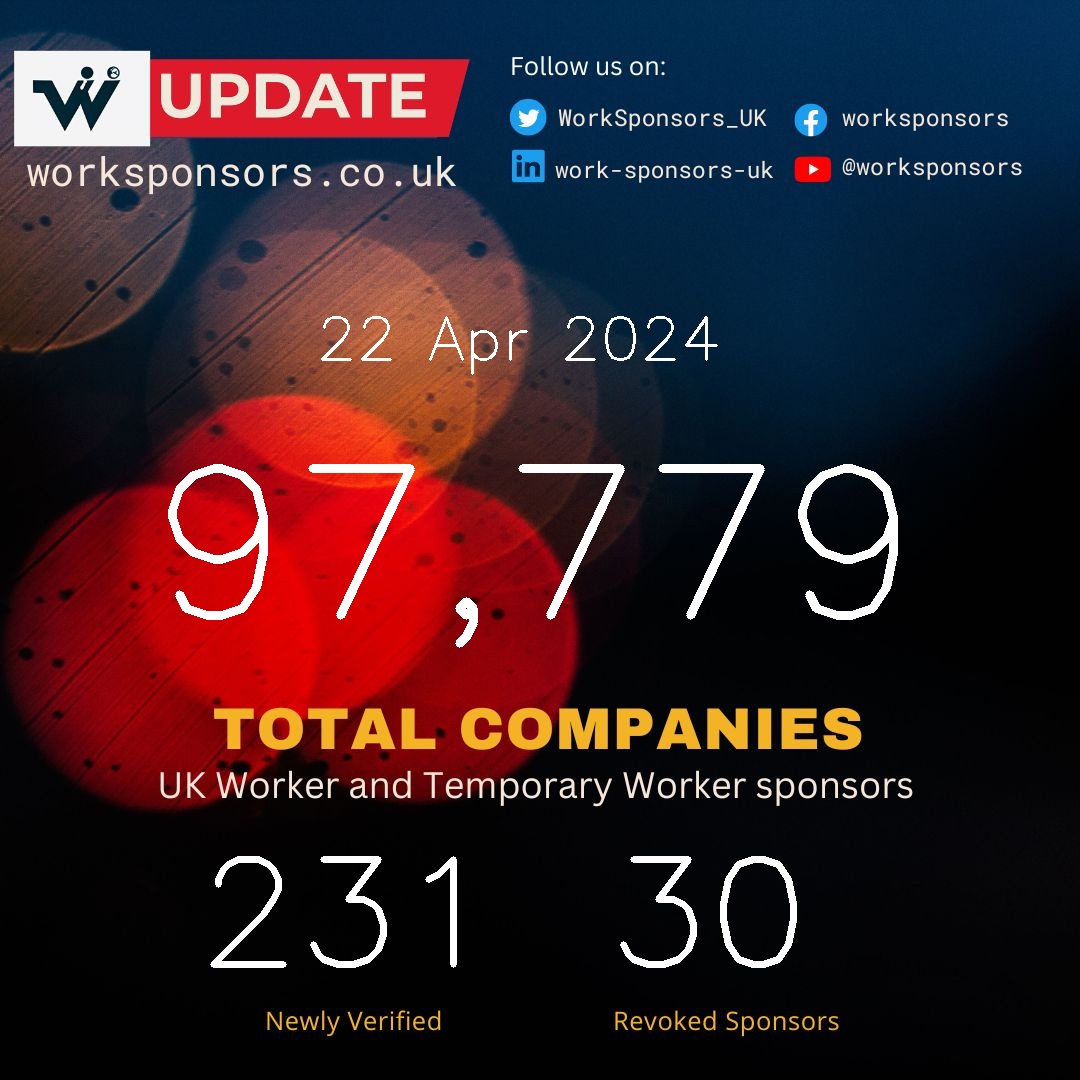 UPDATE
worksponsors.co.uk
Follow us on:
WorkSponsors_UK
worksponsors
work-sponsors-uk
@worksponsors
22 Apr 2024
97,779
TOTAL COMPANIES
UK Worker and Temporary Worker sponsors
231 30
Newly Verified Revoked Sponsors